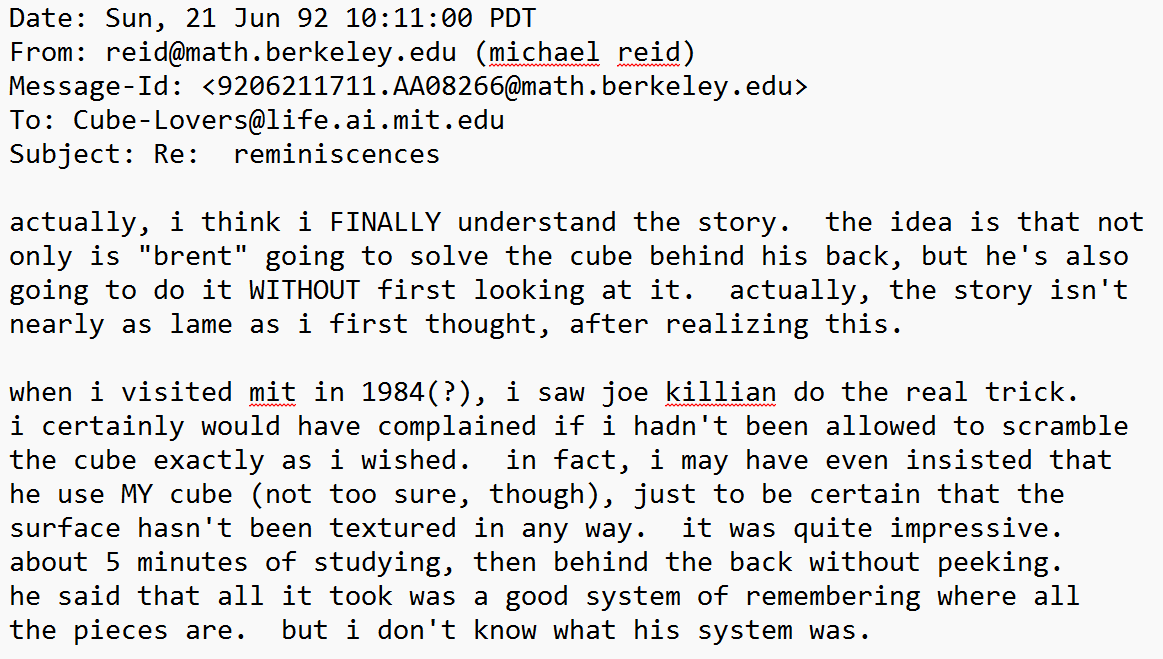 Date: Sun, 21 Jun 92 10:11:00 PDT
From: reid@math.berkeley.edu (michael reid)
Message-Id: <9206211711.AA08266@math.berkeley.edu>
To: Cube-Lovers@life.ai.mit.edu
Subject: Re:  reminiscences

actually, i think i FINALLY understand the story.  the idea is that not
only is "brent" going to solve the cube behind his back, but he's also
going to do it WITHOUT first looking at it.  actually, the story isn't
nearly as lame as i first thought, after realizing this.

when i visited mit in 1984(?), i saw joe killian do the real trick.
i certainly would have complained if i hadn't been allowed to scramble
the cube exactly as i wished.  in fact, i may have even insisted that
he use MY cube (not too sure, though), just to be certain that the
surface hasn't been textured in any way.  it was quite impressive.
about 5 minutes of studying, then behind the back without peeking.
he said that all it took was a good system of remembering where all
the pieces are.  but i don't know what his system was.